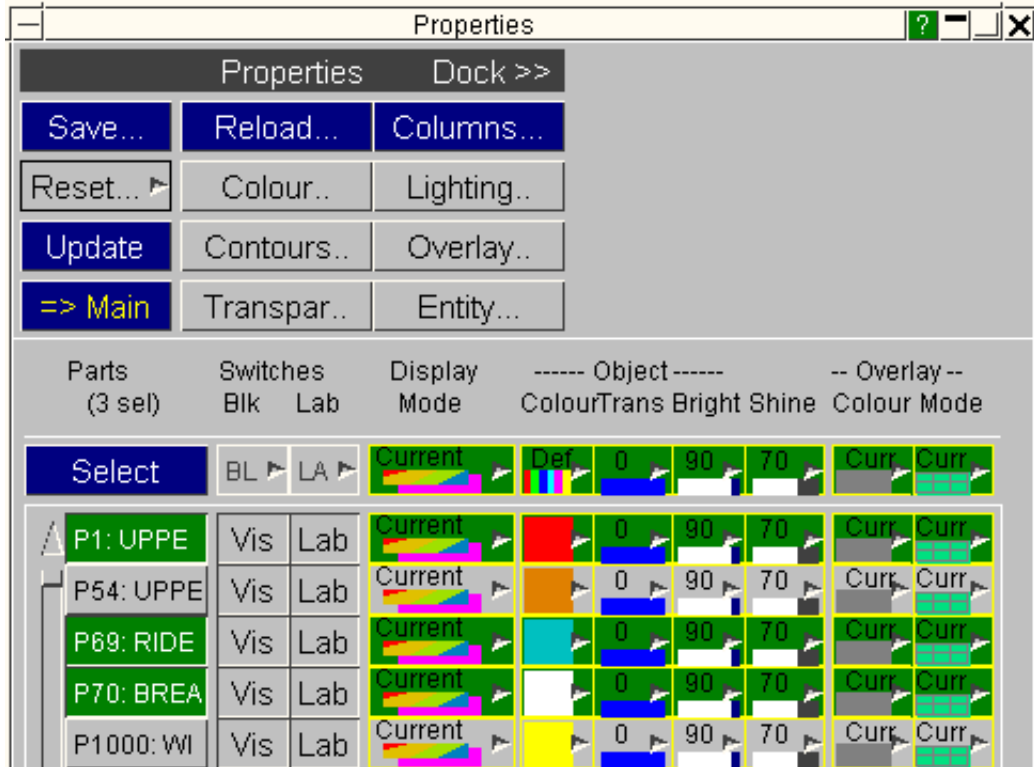 Properties ?
Properties Dock >>
Save... Reload... Columns...
Reset... Colour.. Lighting..
Update Contours.. Overlay..
=> Main Transpar.. Entity...
Parts Switches Display ------ Object ------ -- Overlay --
(3 sel) Blk Lab Mode Colour Trans Bright Shine Colour Mode
Select BL LA Current Def. 0 90 70 Curr. Curr.
P1: UPPE Vis Lab Current 0 90 70 Curr. Curr.
P54: UPPE Vis Lab Current 0 90 70 Curr. Curr.
P69: RIDE Vis Lab Current 0 90 70 Curr. Curr.
P70: BREA Vis Lab Current 0 90 70 Curr. Curr.
P1000: WI Vis Lab Current 0 90 70 Curr. Curr.